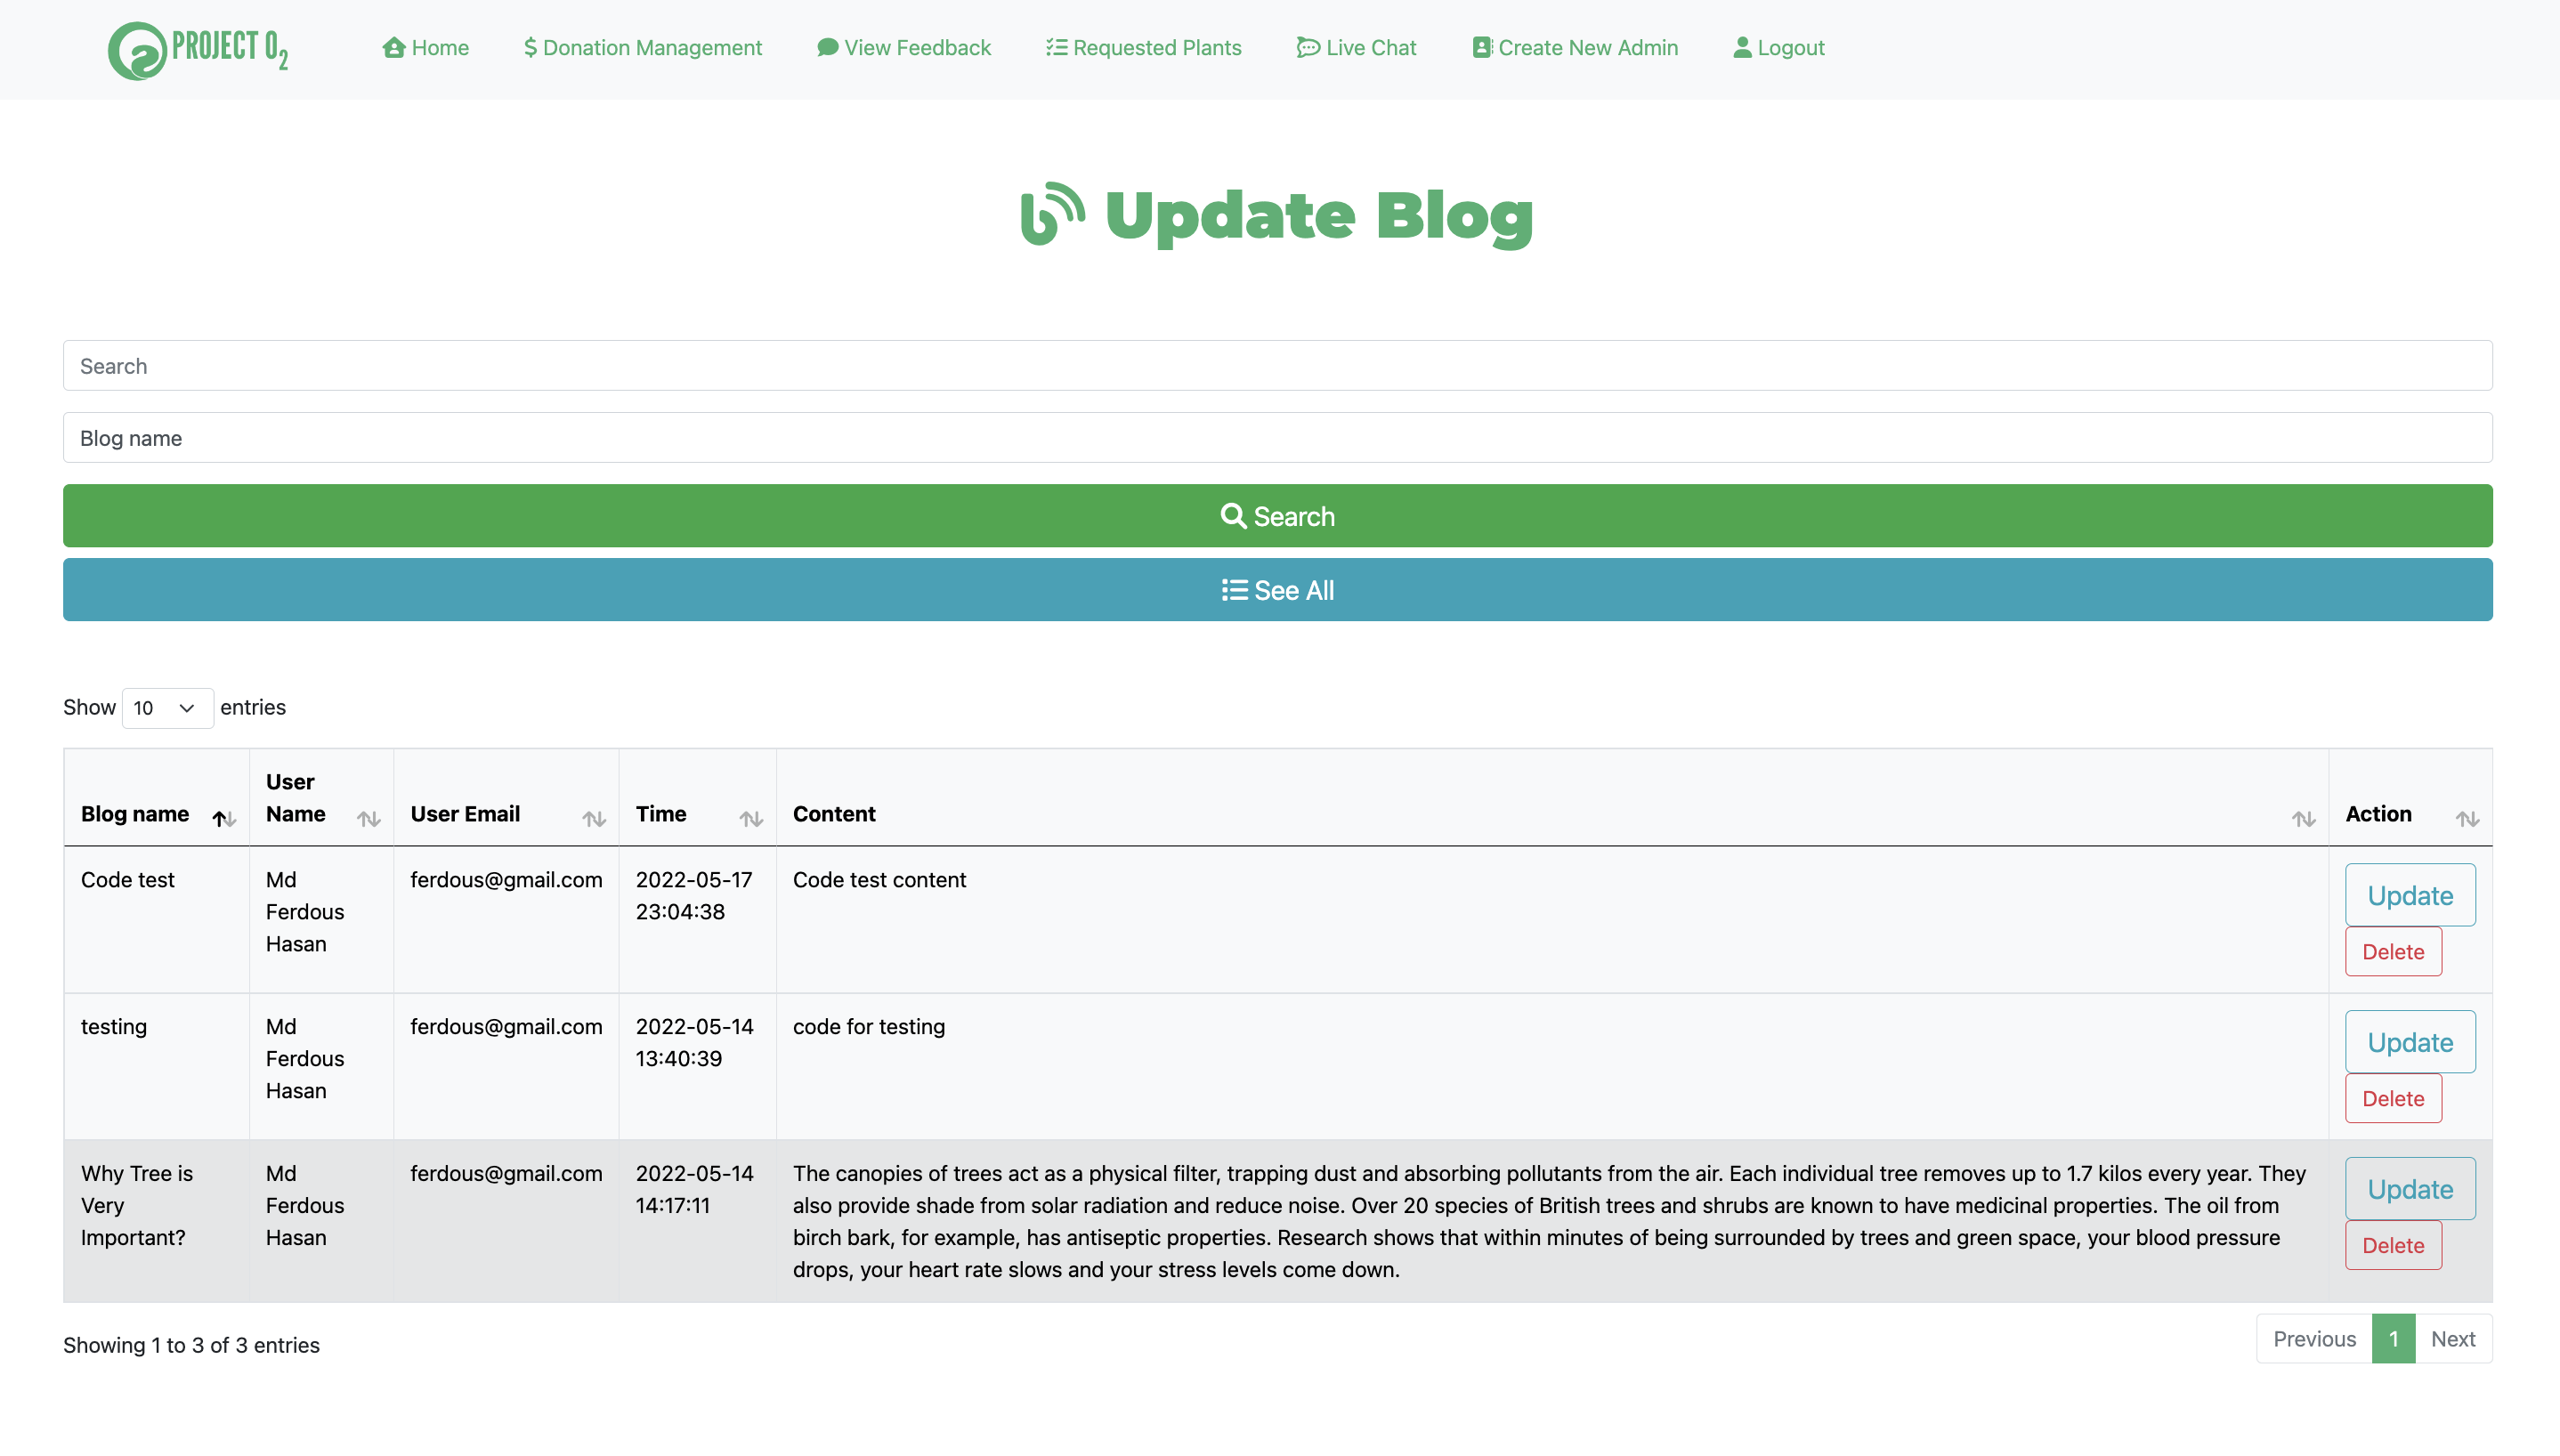 PROJECT O2
Home
Donation Management
View Feedback
Requested Plants
Live Chat
Create New Admin
Logout
Update Blog
Search
Blog name
Search
See All
Show 10 entries
Blog name
User
Name
User Email
Time
Content
Action
Code test
Md
Ferdous
Hasan
ferdous@gmail.com
2022-05-17
23:04:38
Code test content
Update
Delete
testing
Md
Ferdous
Hasan
ferdous@gmail.com
2022-05-14
13:40:39
code for testing
Update
Delete
Why Tree is
Very
Important?
Md
Ferdous
Hasan
ferdous@gmail.com
2022-05-14
14:17:11
The canopies of trees act as a physical filter, trapping dust and absorbing pollutants from the air. Each individual tree removes up to 1.7 kilos every year. They
also provide shade from solar radiation and reduce noise. Over 20 species of British trees and shrubs are known to have medicinal properties. The oil from
birch bark, for example, has antiseptic properties. Research shows that within minutes of being surrounded by trees and green space, your blood pressure
drops, your heart rate slows and your stress levels come down.
Update
Delete
Showing 1 to 3 of 3 entries
Previous 1 Next